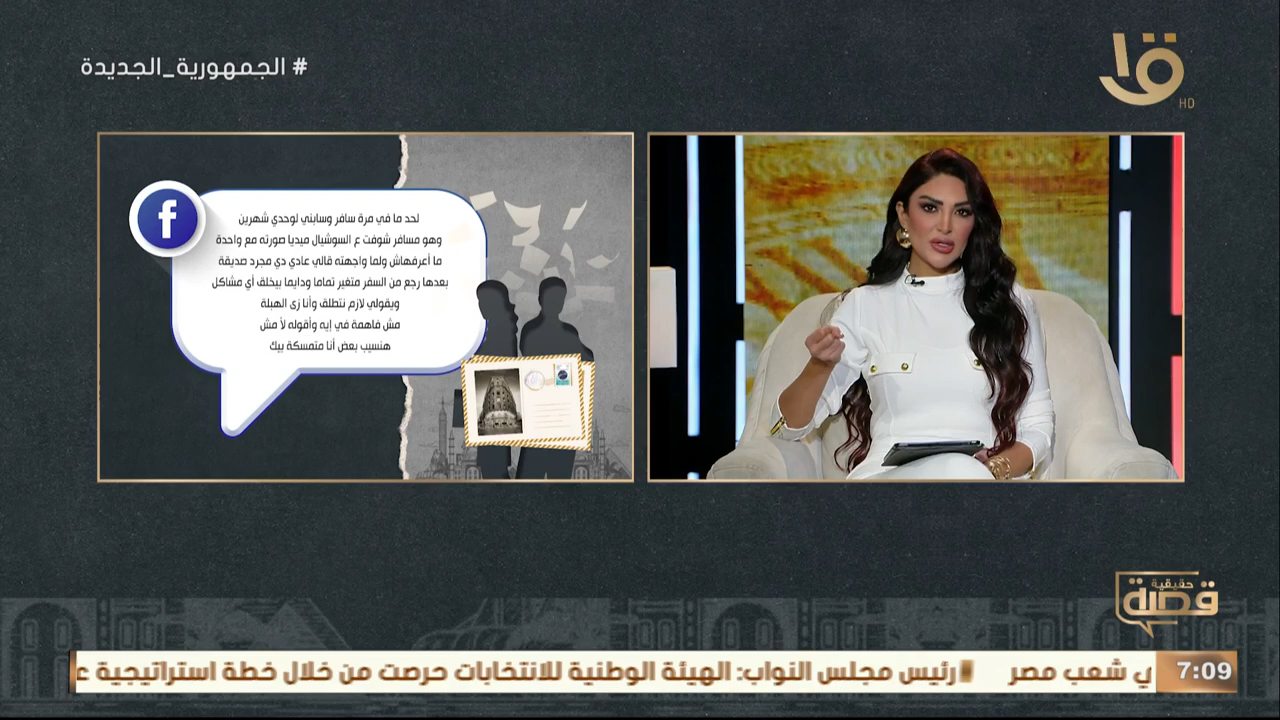 # الجمهورية_الجديدة
HD
لحد ما في مرة سافر وسابني لوحدي شهرين
وهو مسافر شوفت ع السوشيال ميديا صورته مع واحدة
ما أعرفهاش ولما واجهته قالي عادي دي مجرد صديقة
بعدها رجع من السفر متغير تماما ودايما بيخلق أي مشاكل
ويقولي لازم نتطلق وأنا زى الهبلة
مش فاهمة في إيه وأقوله لأ مش
هنسيب بعض أنا متمسكة بيك
قصة حقيقية
7:09 ي شعب مصر رئيس مجلس النواب: الهيئة الوطنية للانتخابات حرصت من خلال خطة استراتيجية ع